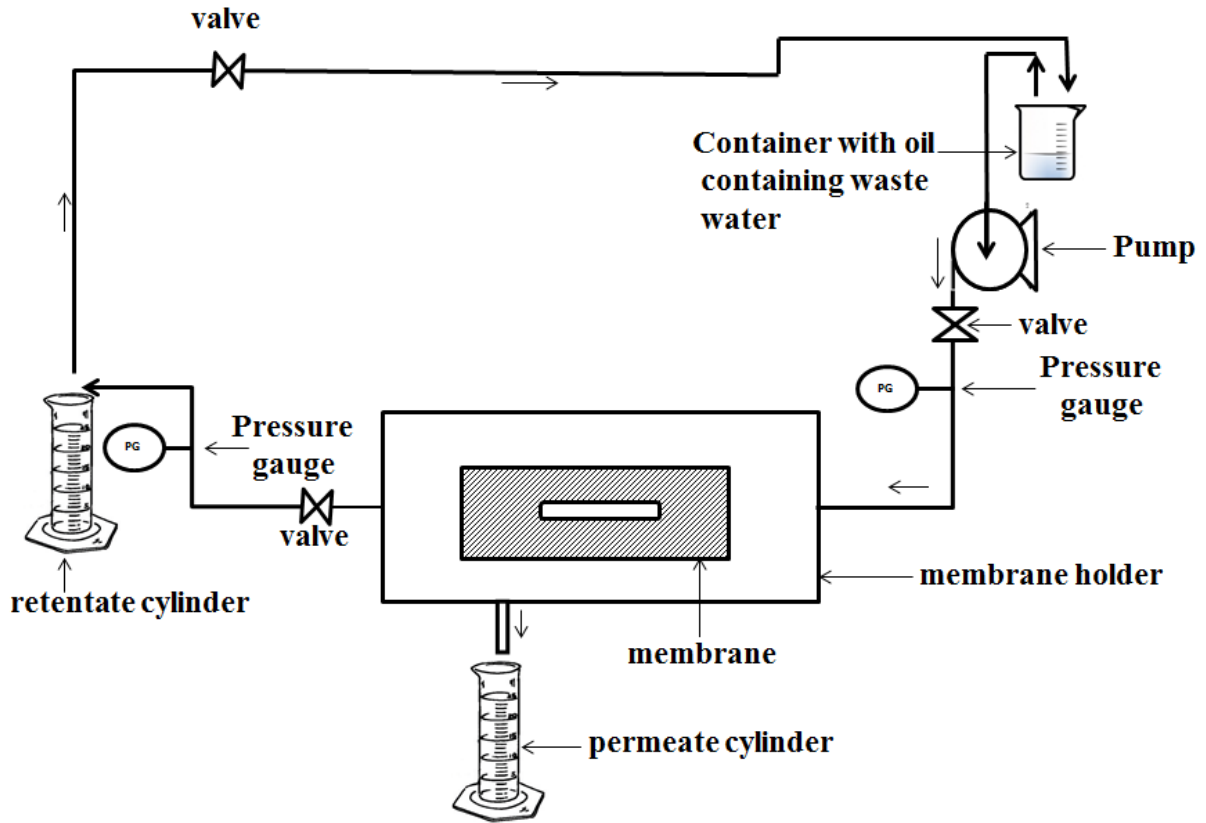 valve
Container with oil
containing waste
water
Pump
valve
Pressure
gauge
PG
PG
Pressure
gauge
valve
membrane holder
retentate cylinder
membrane
permeate cylinder